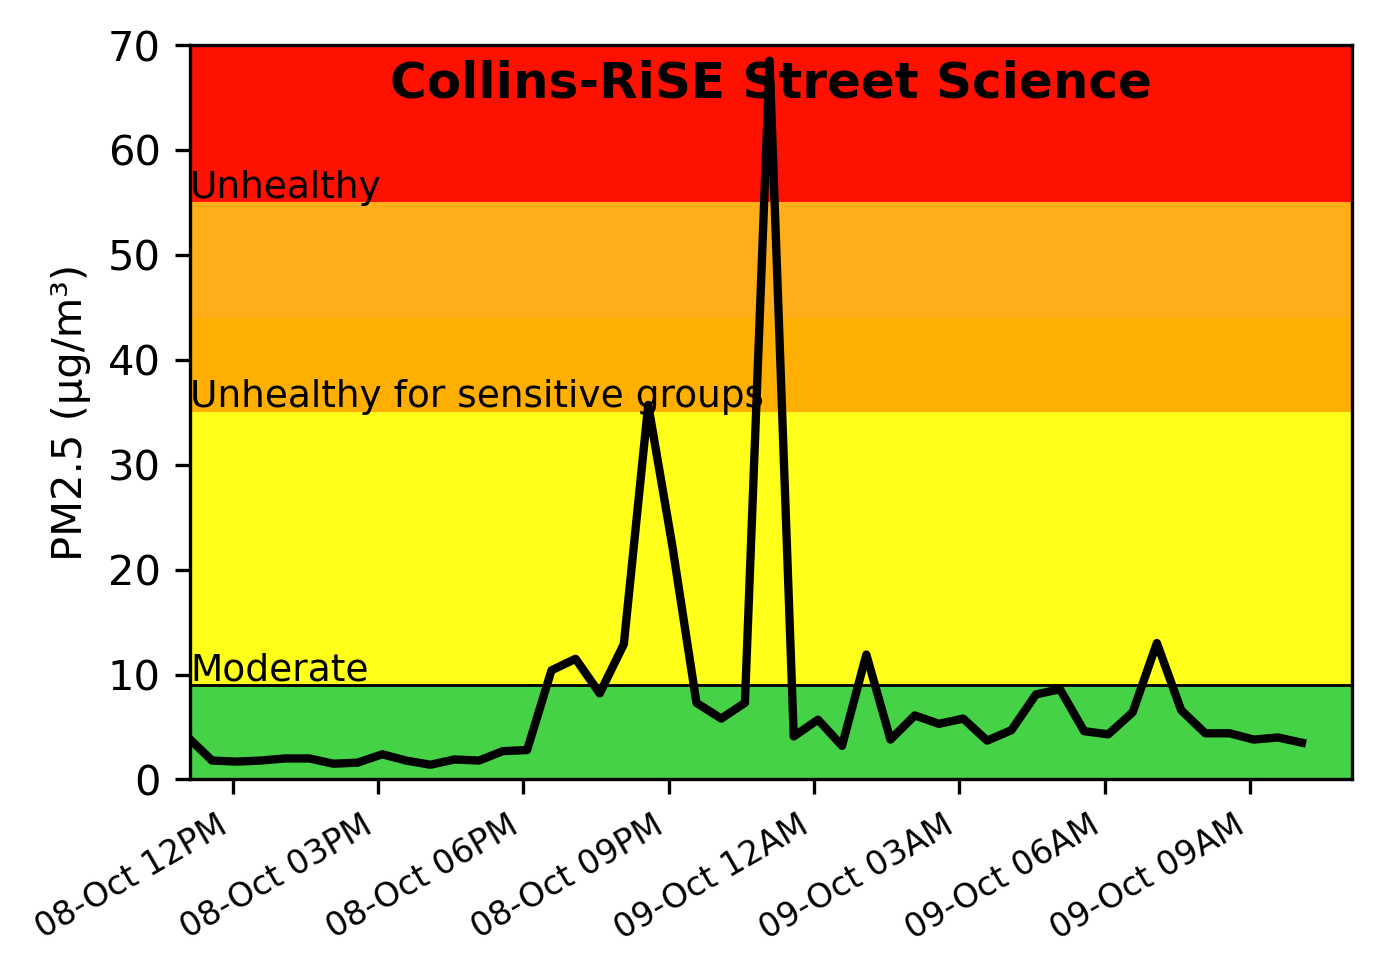 Collins-RiSE Street Science
PM2.5 (µg/m³)
70
60
50
40
30
20
10
0
Unhealthy
Unhealthy for sensitive groups
Moderate
08-Oct 12PM
08-Oct 03PM
08-Oct 06PM
08-Oct 09PM
09-Oct 12AM
09-Oct 03AM
09-Oct 06AM
09-Oct 09AM